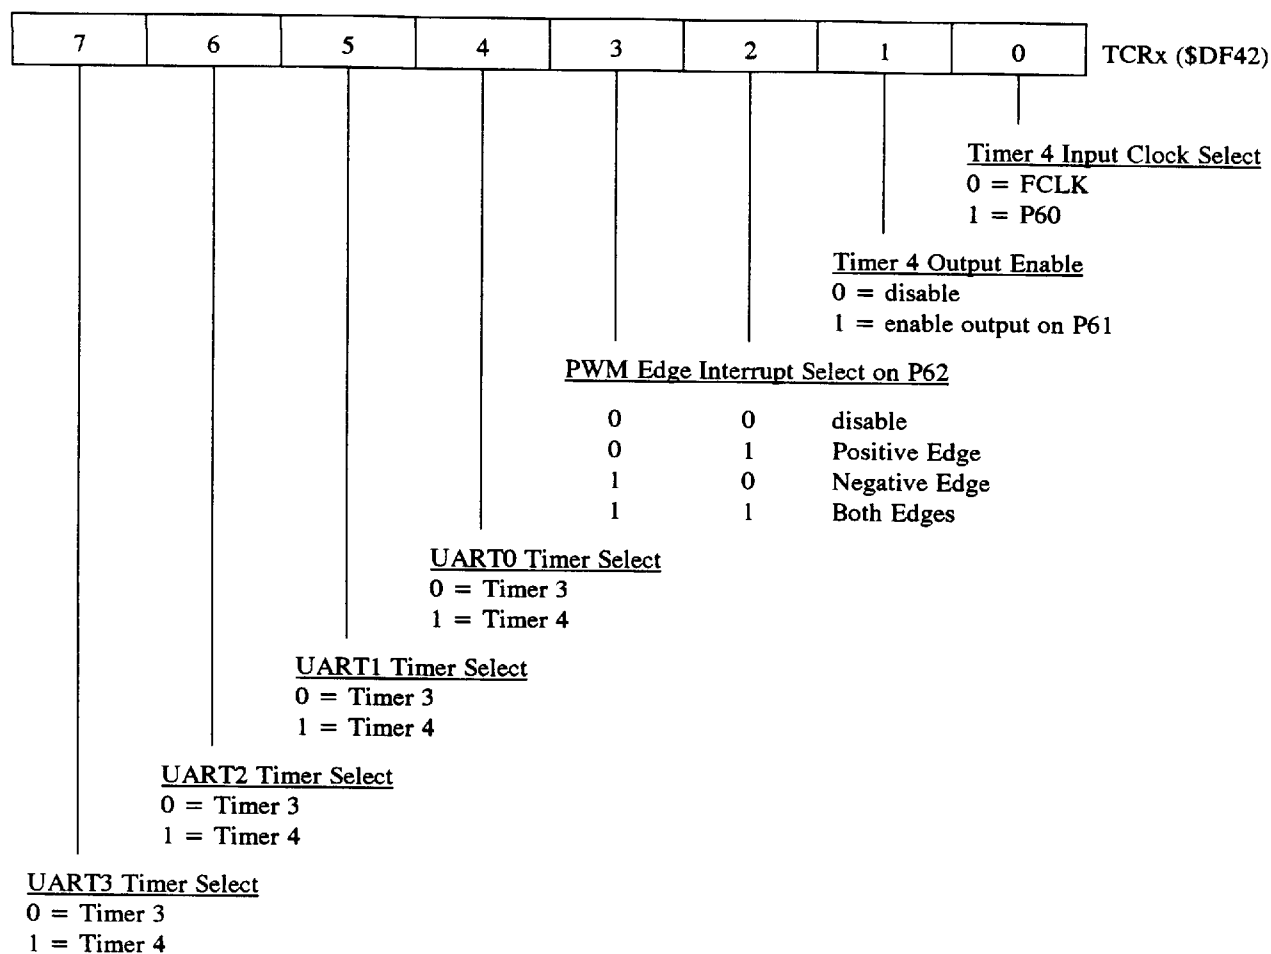 7 6 5 4 3 2 1 0 TCRx ($DF42)
Timer 4 Input Clock Select
0 = FCLK
1 = P60
Timer 4 Output Enable
0 = disable
1 = enable output on P61
PWM Edge Interrupt Select on P62
0 0 disable
0 1 Positive Edge
1 0 Negative Edge
1 1 Both Edges
UART0 Timer Select
0 = Timer 3
1 = Timer 4
UART1 Timer Select
0 = Timer 3
1 = Timer 4
UART2 Timer Select
0 = Timer 3
1 = Timer 4
UART3 Timer Select
0 = Timer 3
1 = Timer 4